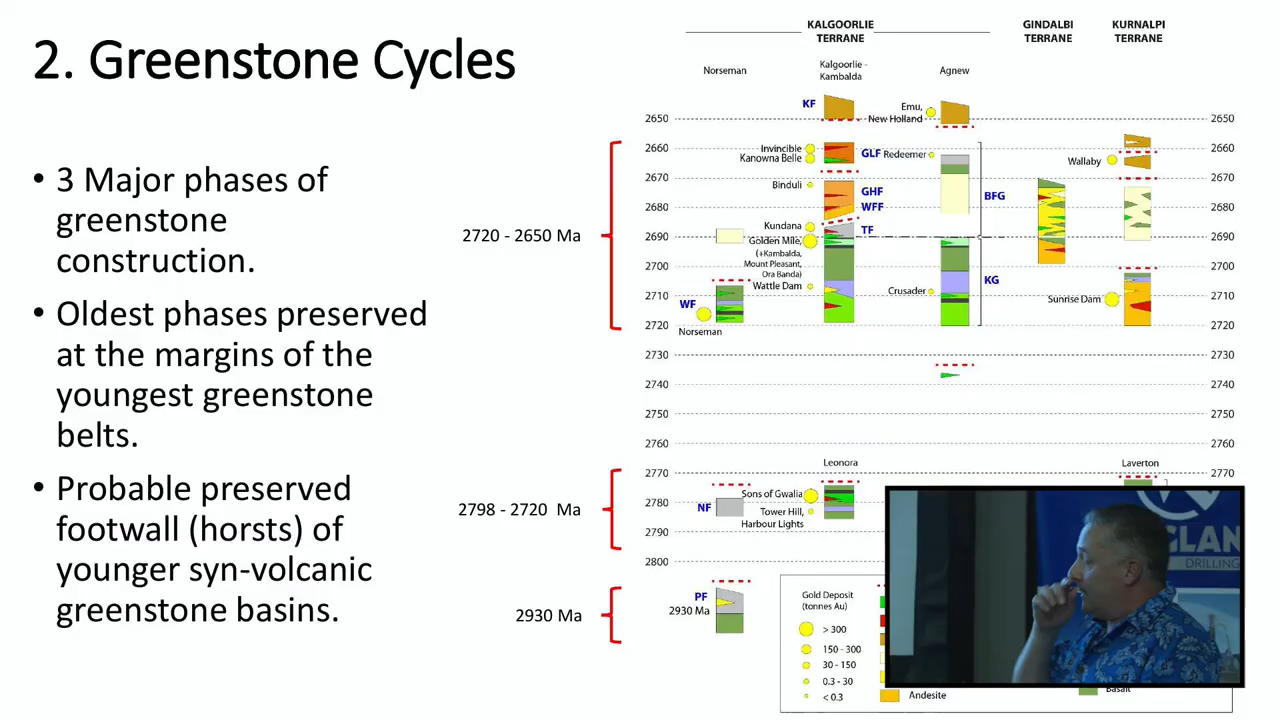 2. Greenstone Cycles
• 3 Major phases of
greenstone
construction.
• Oldest phases preserved
at the margins of the
youngest greenstone
belts.
• Probable preserved
footwall (horsts) of
younger syn-volcanic
greenstone basins.
2720 - 2650 Ma
2798 - 2720 Ma
2930 Ma
KALGOORLIE
TERRANE
GINDALBI
TERRANE
KURNALPI
TERRANE
Norseman
Kalgoorlie -
Kambalda
Agnew
KF
Emu,
New Holland
2650
2650
Invincible
Kanowna Belle
GLF
Redeemer
2660
Wallaby
2660
Binduli
2670
2670
GHF
WFF
BFG
2680
2680
Kundana
TF
2690
Golden Mile,
(+Kambalda,
Mount Pleasant,
Ora Banda)
2690
2700
2700
Wattle Dam
KG
Crusader
Sunrise Dam
2710
2710
WF
Norseman
2720
2720
2730
2730
2740
2740
2750
2750
2760
2760
Leonora
Laverton
2770
2770
Sons of Gwalia
2780
NF
Tower Hill,
Harbour Lights
2790
2800
PF
2930 Ma
Gold Deposit
(tonnes Au)
> 300
150 - 300
30 - 150
0.3 - 30
< 0.3
Andesite
Basalt
GLAN
DRILLING